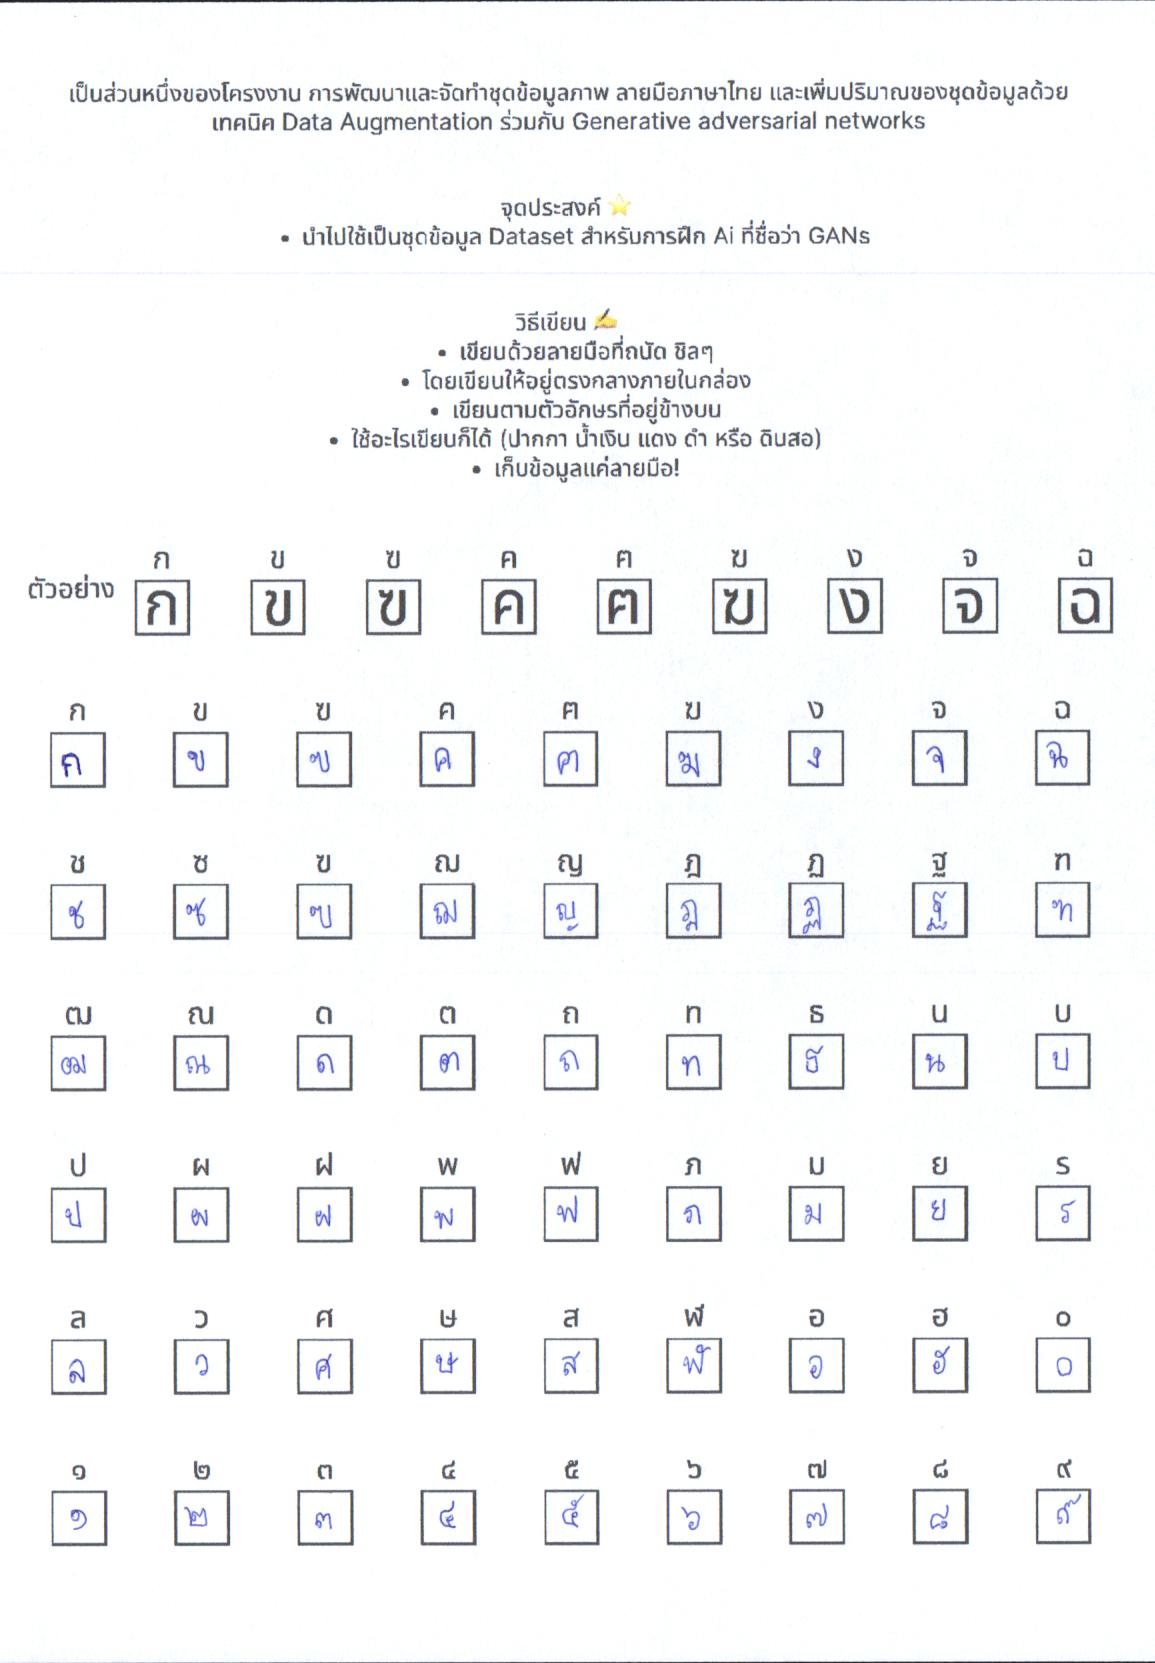 เป็นส่วนหนึ่งของโครงงาน การพัฒนาและจัดทำชุดข้อมูลภาพ ลายมือภาษาไทย และเพิ่มปริมาณของชุดข้อมูลด้วย
เทคนิค Data Augmentation ร่วมกับ Generative adversarial networks
จุดประสงค์ ⭐
• นำไปใช้เป็นชุดข้อมูล Dataset สำหรับการฝึก Ai ที่ชื่อว่า GANs
วิธีเขียน ✍
• เขียนด้วยลายมือที่ถนัด ชิลๆ
• โดยเขียนให้อยู่ตรงกลางภายในกล่อง
• เขียนตามตัวอักษรที่อยู่ข้างบน
• ใช้อะไรเขียนก็ได้ (ปากกา น้ำเงิน แดง ดำ หรือ ดินสอ)
• เก็บข้อมูลแค่ลายมือ!
ก ข ฃ ค ฅ ฆ ง จ ฉ
ตัวอย่าง ก ข ฃ ค ฅ ฆ ง จ ฉ
ก ข ฃ ค ฅ ฆ ง จ ฉ
ก ข ฃ ค ฅ ฆ ง จ ฉ
ช ซ ฃ ฌ ญ ฎ ฏ ฐ ฑ
ช ซ ฃ ฌ ญ ฎ ฏ ฐ ฑ
ฒ ณ ด ต ถ ท ธ น บ
ฒ ณ ด ต ถ ท ธ น บ
ป ผ ฝ พ ฟ ภ ม ย ร
ป ผ ฝ พ ฟ ภ ม ย ร
ล ว ศ ษ ส ฬ อ ฮ ๐
ล ว ศ ษ ส ฬ อ ฮ ๐
๑ ๒ ๓ ๔ ๕ ๖ ๗ ๘ ๙
๑ ๒ ๓ ๔ ๕ ๖ ๗ ๘ ๙